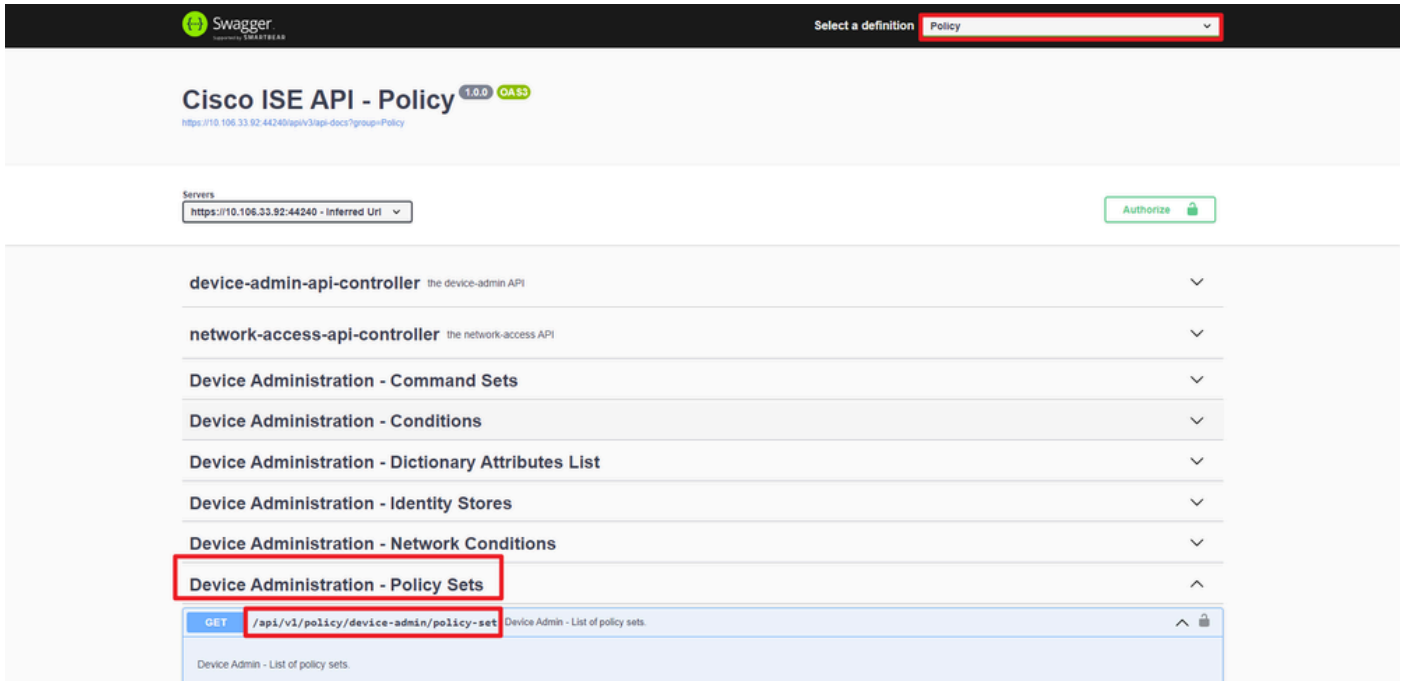 Swagger.
Supported by SMARTBEAR
Select a definition Policy
Cisco ISE API - Policy 1.0.0 OAS3
https://10.106.33.92:44240/api/v3/api-docs?group=Policy
Servers
https://10.106.33.92:44240 - Inferred Url
Authorize
device-admin-api-controller the device-admin API
network-access-api-controller the network-access API
Device Administration - Command Sets
Device Administration - Conditions
Device Administration - Dictionary Attributes List
Device Administration - Identity Stores
Device Administration - Network Conditions
Device Administration - Policy Sets
GET /api/v1/policy/device-admin/policy-set Device Admin - List of policy sets.
Device Admin - List of policy sets.